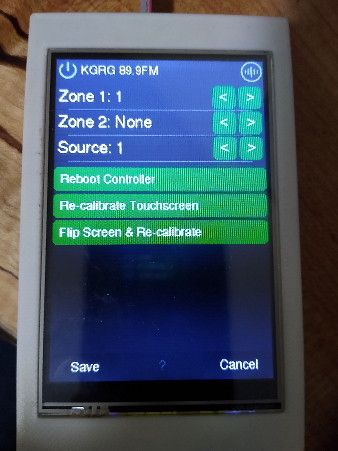 KGRG 89.9FM
Zone 1: 1 < >
Zone 2: None < >
Source: 1 < >
Reboot Controller
Re-calibrate Touchscreen
Flip Screen & Re-calibrate
Save ? Cancel